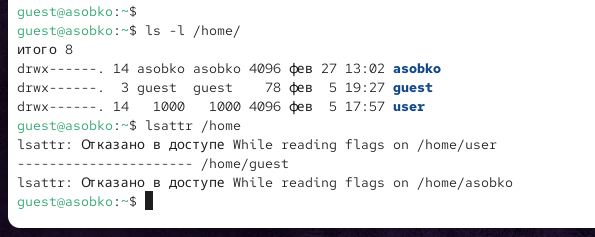 guest@asobko:~$
guest@asobko:~$ ls -l /home/
итого 8
drwx------. 14 asobko asobko 4096 фев 27 13:02 asobko
drwx------.  3 guest  guest    78 фев  5 19:27 guest
drwx------. 14   1000   1000 4096 фев  5 17:57 user
guest@asobko:~$ lsattr /home
lsattr: Отказано в доступе While reading flags on /home/user
---------------------- /home/guest
lsattr: Отказано в доступе While reading flags on /home/asobko
guest@asobko:~$